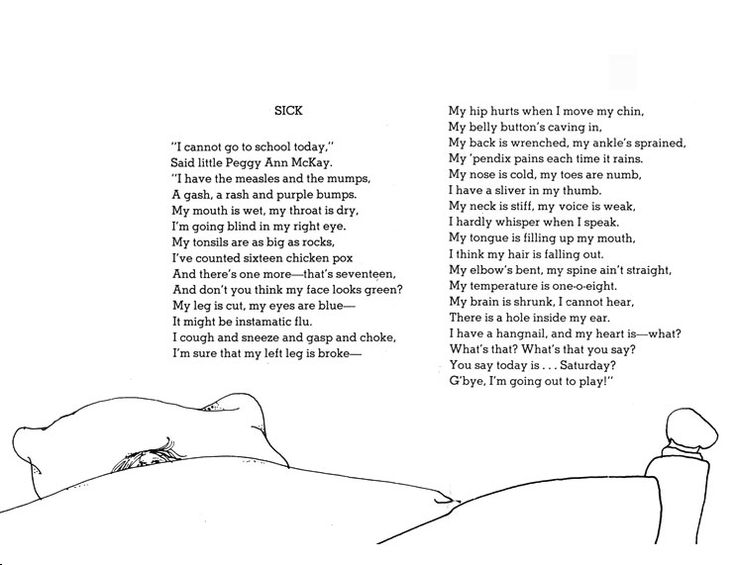 SICK
"I cannot go to school today,"
Said little Peggy Ann McKay.
"I have the measles and the mumps,
A gash, a rash and purple bumps.
My mouth is wet, my throat is dry,
I'm going blind in my right eye.
My tonsils are as big as rocks,
I've counted sixteen chicken pox
And there's one more—that's seventeen,
And don't you think my face looks green?
My leg is cut, my eyes are blue—
It might be instamatic flu.
I cough and sneeze and gasp and choke,
I'm sure that my left leg is broke—
My hip hurts when I move my chin,
My belly button's caving in,
My back is wrenched, my ankle's sprained,
My 'pendix pains each time it rains.
My nose is cold, my toes are numb,
I have a sliver in my thumb.
My neck is stiff, my voice is weak,
I hardly whisper when I speak.
My tongue is filling up my mouth,
I think my hair is falling out.
My elbow's bent, my spine ain't straight,
My temperature is one-o-eight.
My brain is shrunk, I cannot hear,
There is a hole inside my ear.
I have a hangnail, and my heart is—what?
What's that? What's that you say?
You say today is . . . Saturday?
G'bye, I'm going out to play!"